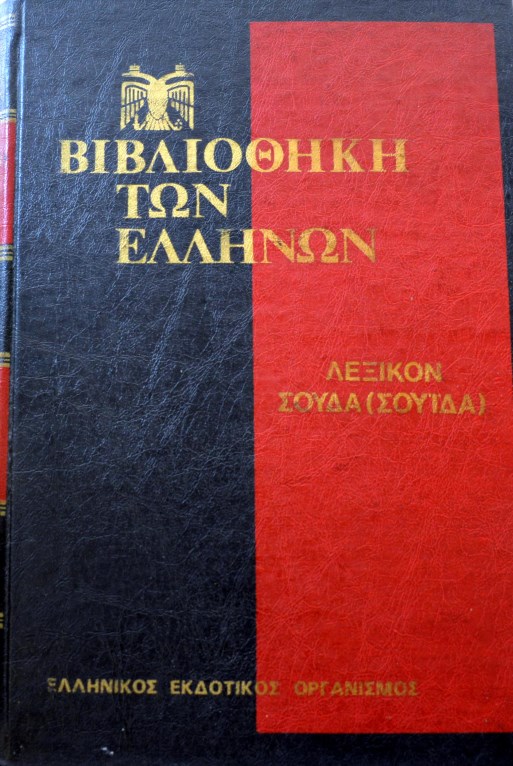 ΒΙΒΛΙΟΘΗΚΗ
ΤΩΝ
ΕΛΛΗΝΩΝ
ΛΕΞΙΚΟΝ
ΣΟΥΔΑ (ΣΟΥΪΔΑ)
ΕΛΛΗΝΙΚΟΣ ΕΚΔΟΤΙΚΟΣ ΟΡΓΑΝΙΣΜΟΣ